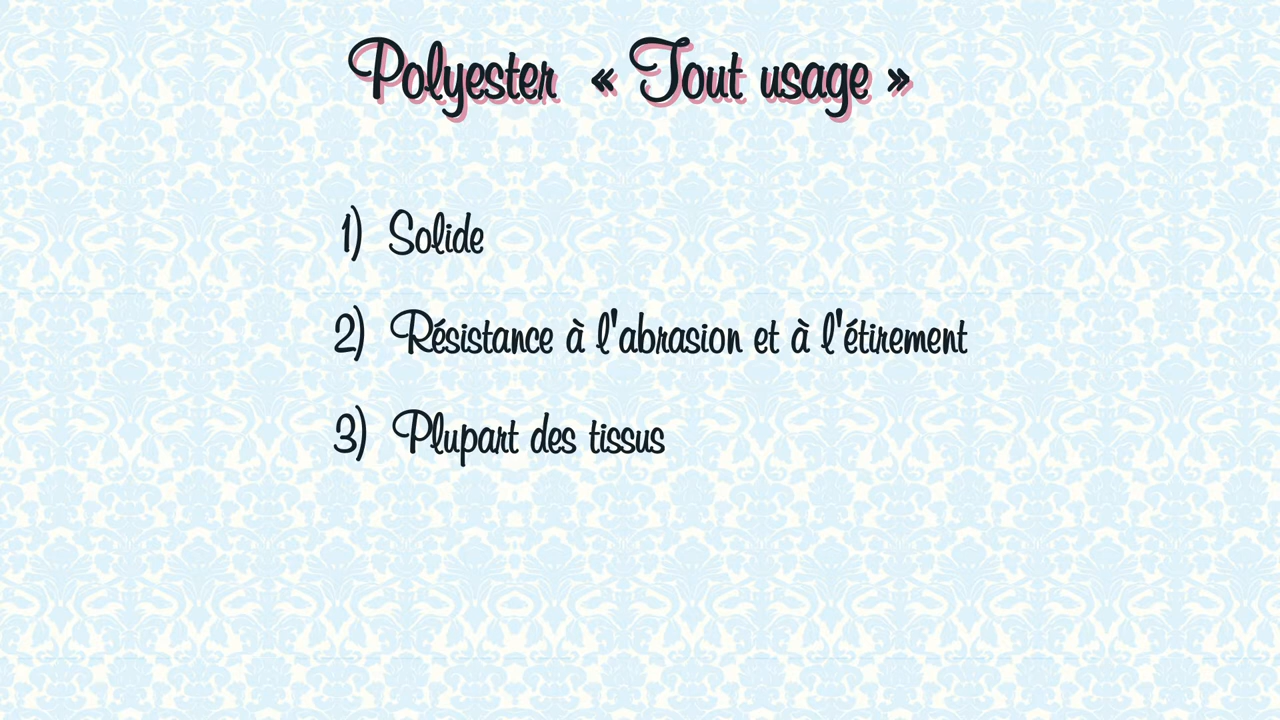 Polyester « Tout usage »
1) Solide
2) Résistance à l'abrasion et à l'étirement
3) Plupart des tissus